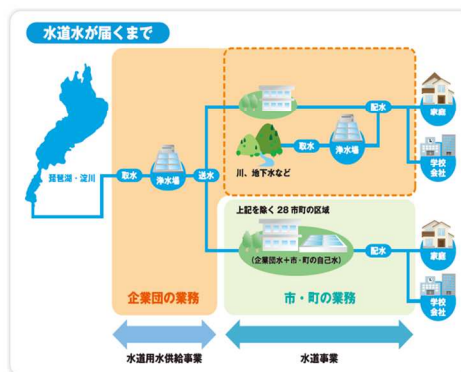 水道水が届くまで
琵琶湖・淀川
取水
浄水場
送水
川、地下水など
取水
浄水場
配水
家庭
学校
会社
上記を除く28市町の区域
(企業団水+市・町の自己水)
配水
家庭
学校
会社
企業団の業務
市・町の業務
水道用水供給事業
水道事業